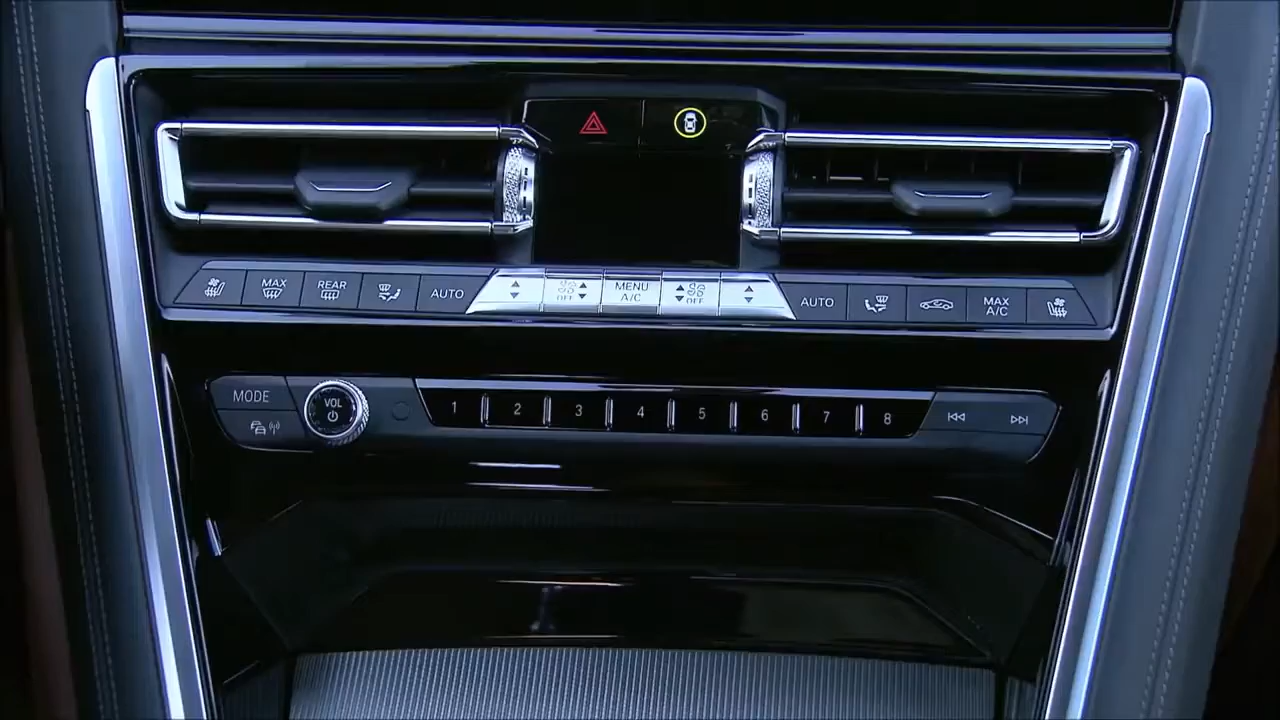 MAX
REAR
AUTO
OFF
MENU
A/C
OFF
AUTO
MAX
A/C
MODE
VOL
1 2 3 4 5 6 7 8